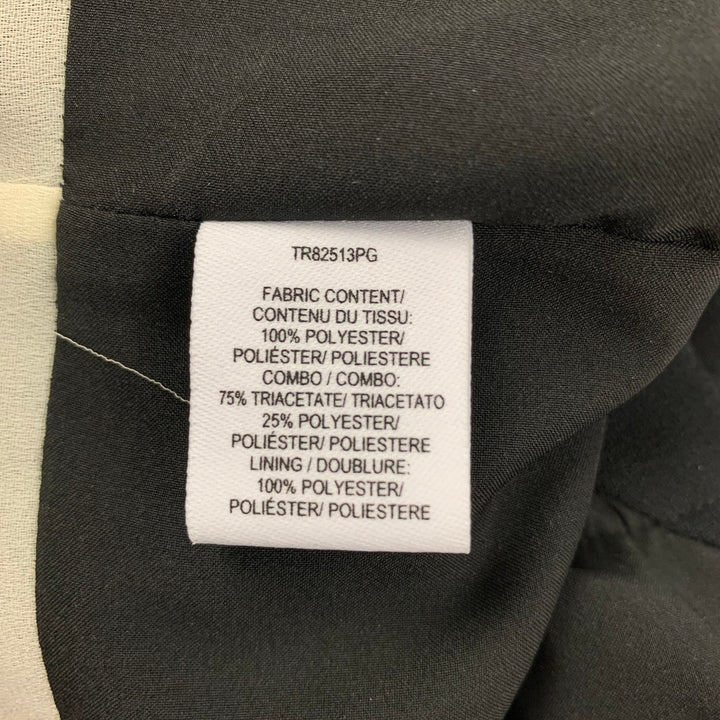 TR82513PG
FABRIC CONTENT/
CONTENU DU TISSU:
100% POLYESTER/
POLIÉSTER/ POLIESTERE
COMBO / COMBO:
75% TRIACETATE/ TRIACETATO
25% POLYESTER/
POLIÉSTER/ POLIESTERE
LINING / DOUBLURE:
100% POLYESTER/
POLIÉSTER/ POLIESTERE